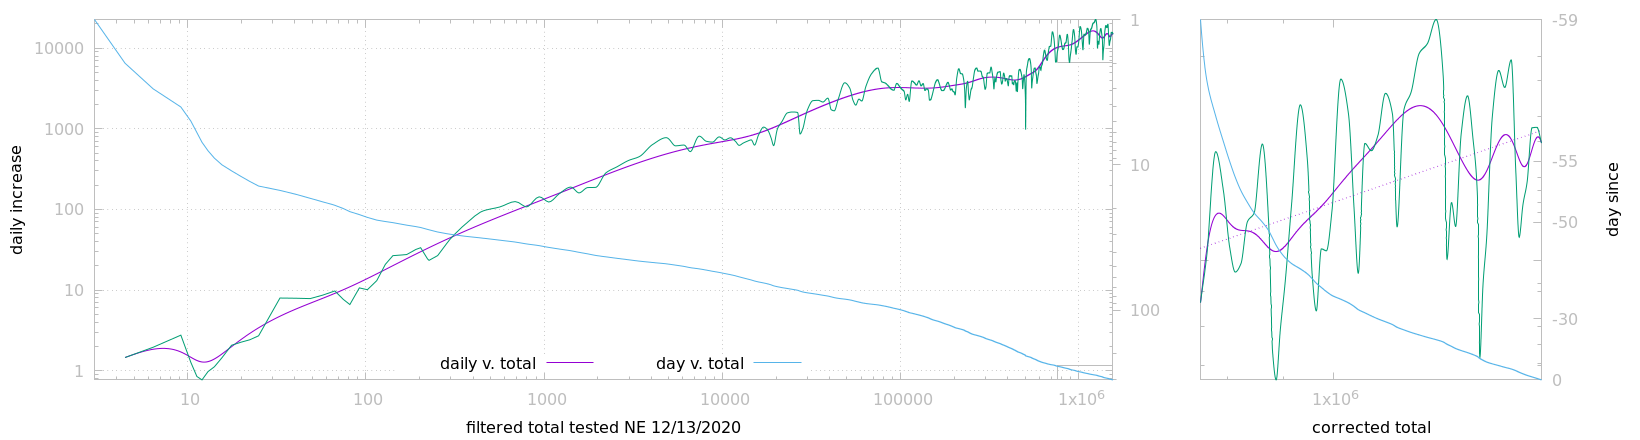 10000
1000
100
10
1
daily increase
10
100
1000
10000
100000
1x10^6
filtered total tested NE 12/13/2020
daily v. total
day v. total
1
10
100
-59
-55
-50
-30
0
day since
1x10^6
corrected total